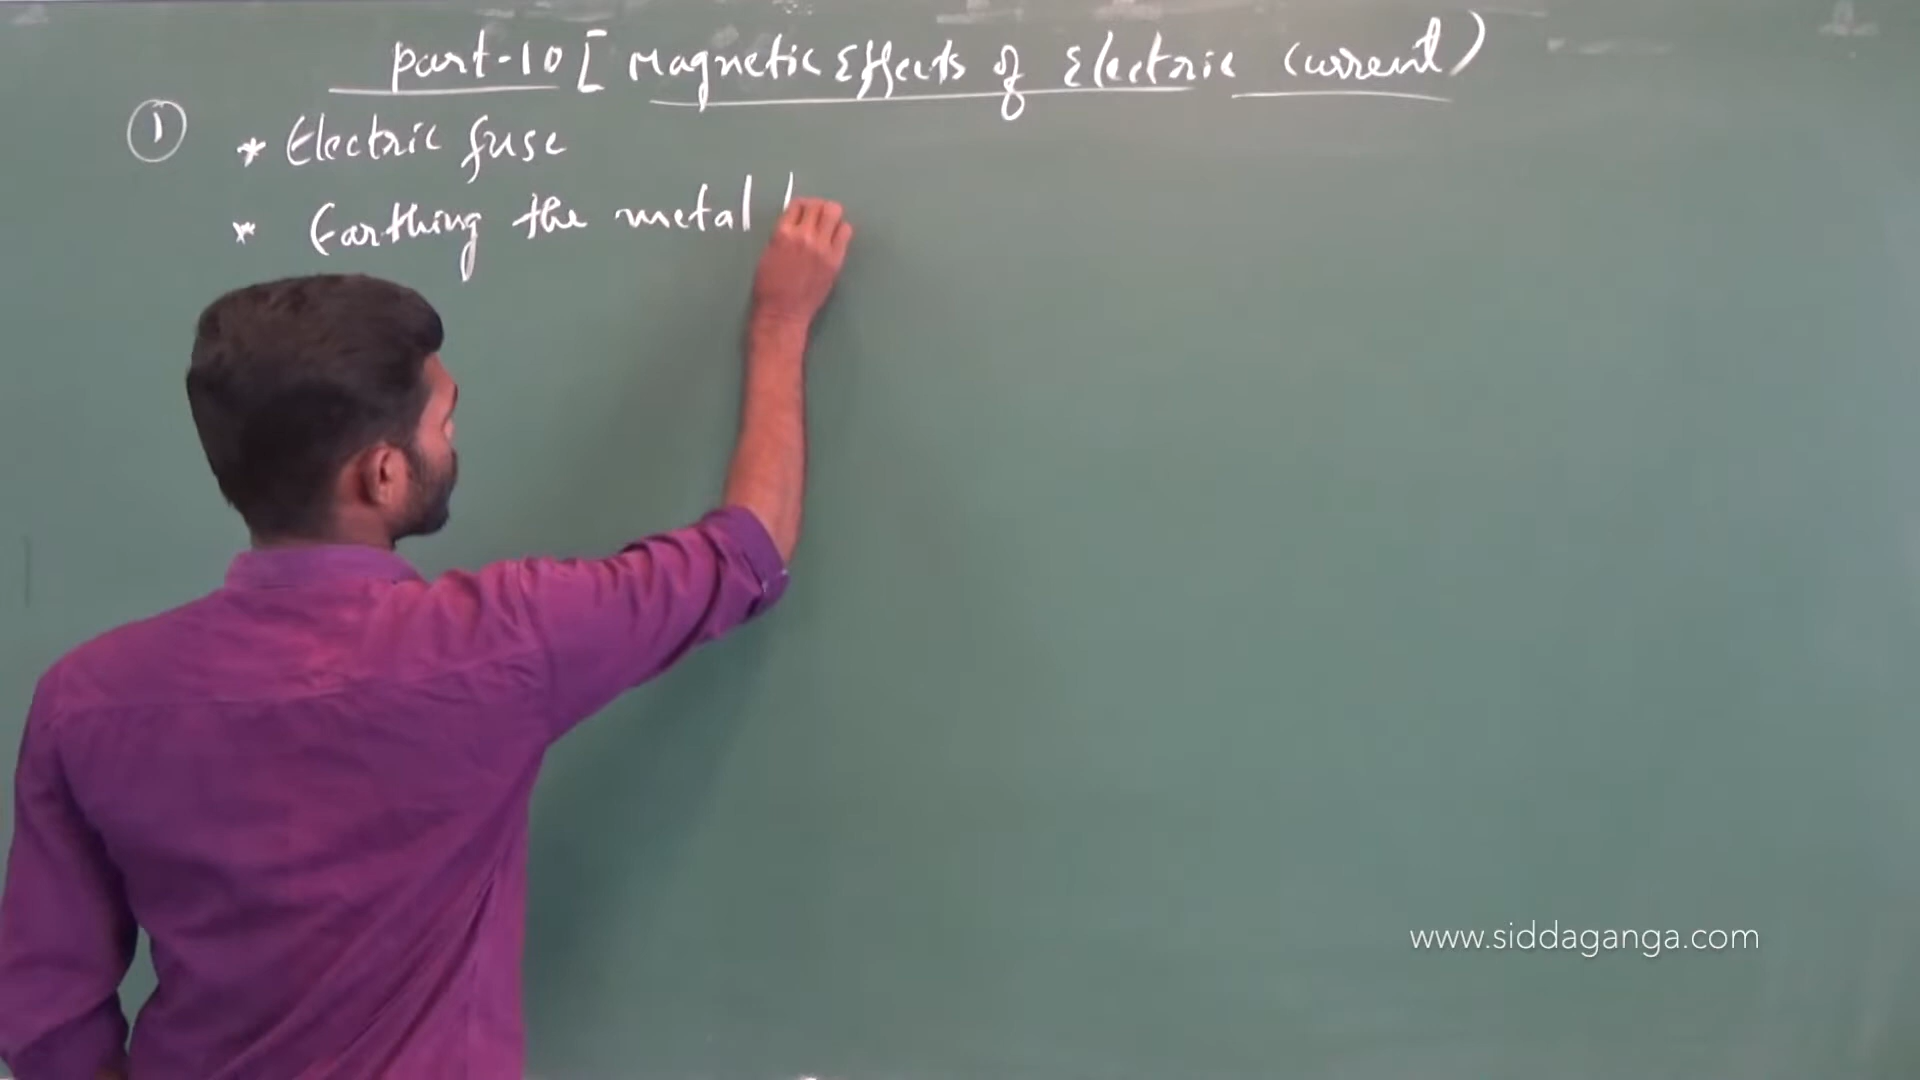 part-10 [ Magnetic Effects of Electric Current )
① * Electric fuse
* Earthing the metal
www.siddaganga.com